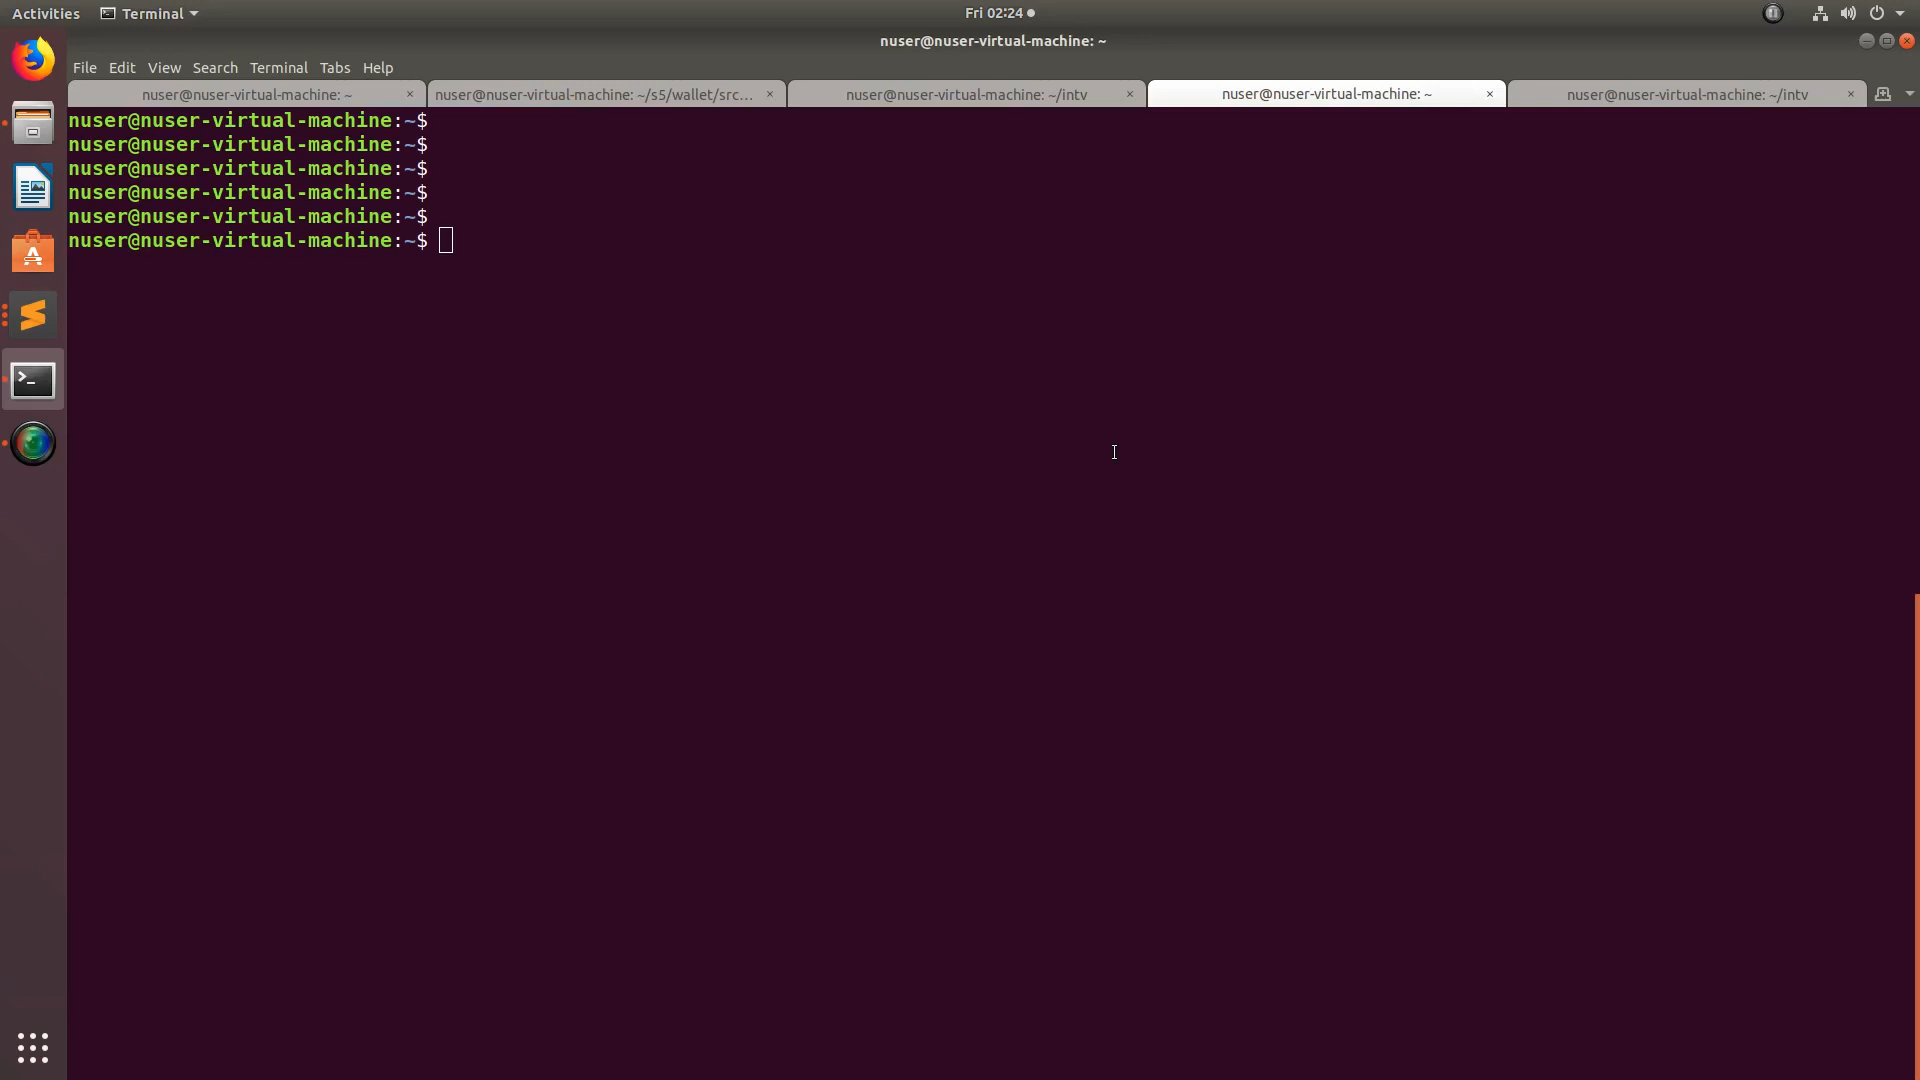 Activities Terminal Fri 02:24
nuser@nuser-virtual-machine: ~
File Edit View Search Terminal Tabs Help
nuser@nuser-virtual-machine: ~ × nuser@nuser-virtual-machine: ~/s5/wallet/src... × nuser@nuser-virtual-machine: ~/intv × nuser@nuser-virtual-machine: ~ × nuser@nuser-virtual-machine: ~/intv ×
nuser@nuser-virtual-machine:~$
nuser@nuser-virtual-machine:~$
nuser@nuser-virtual-machine:~$
nuser@nuser-virtual-machine:~$
nuser@nuser-virtual-machine:~$
nuser@nuser-virtual-machine:~$